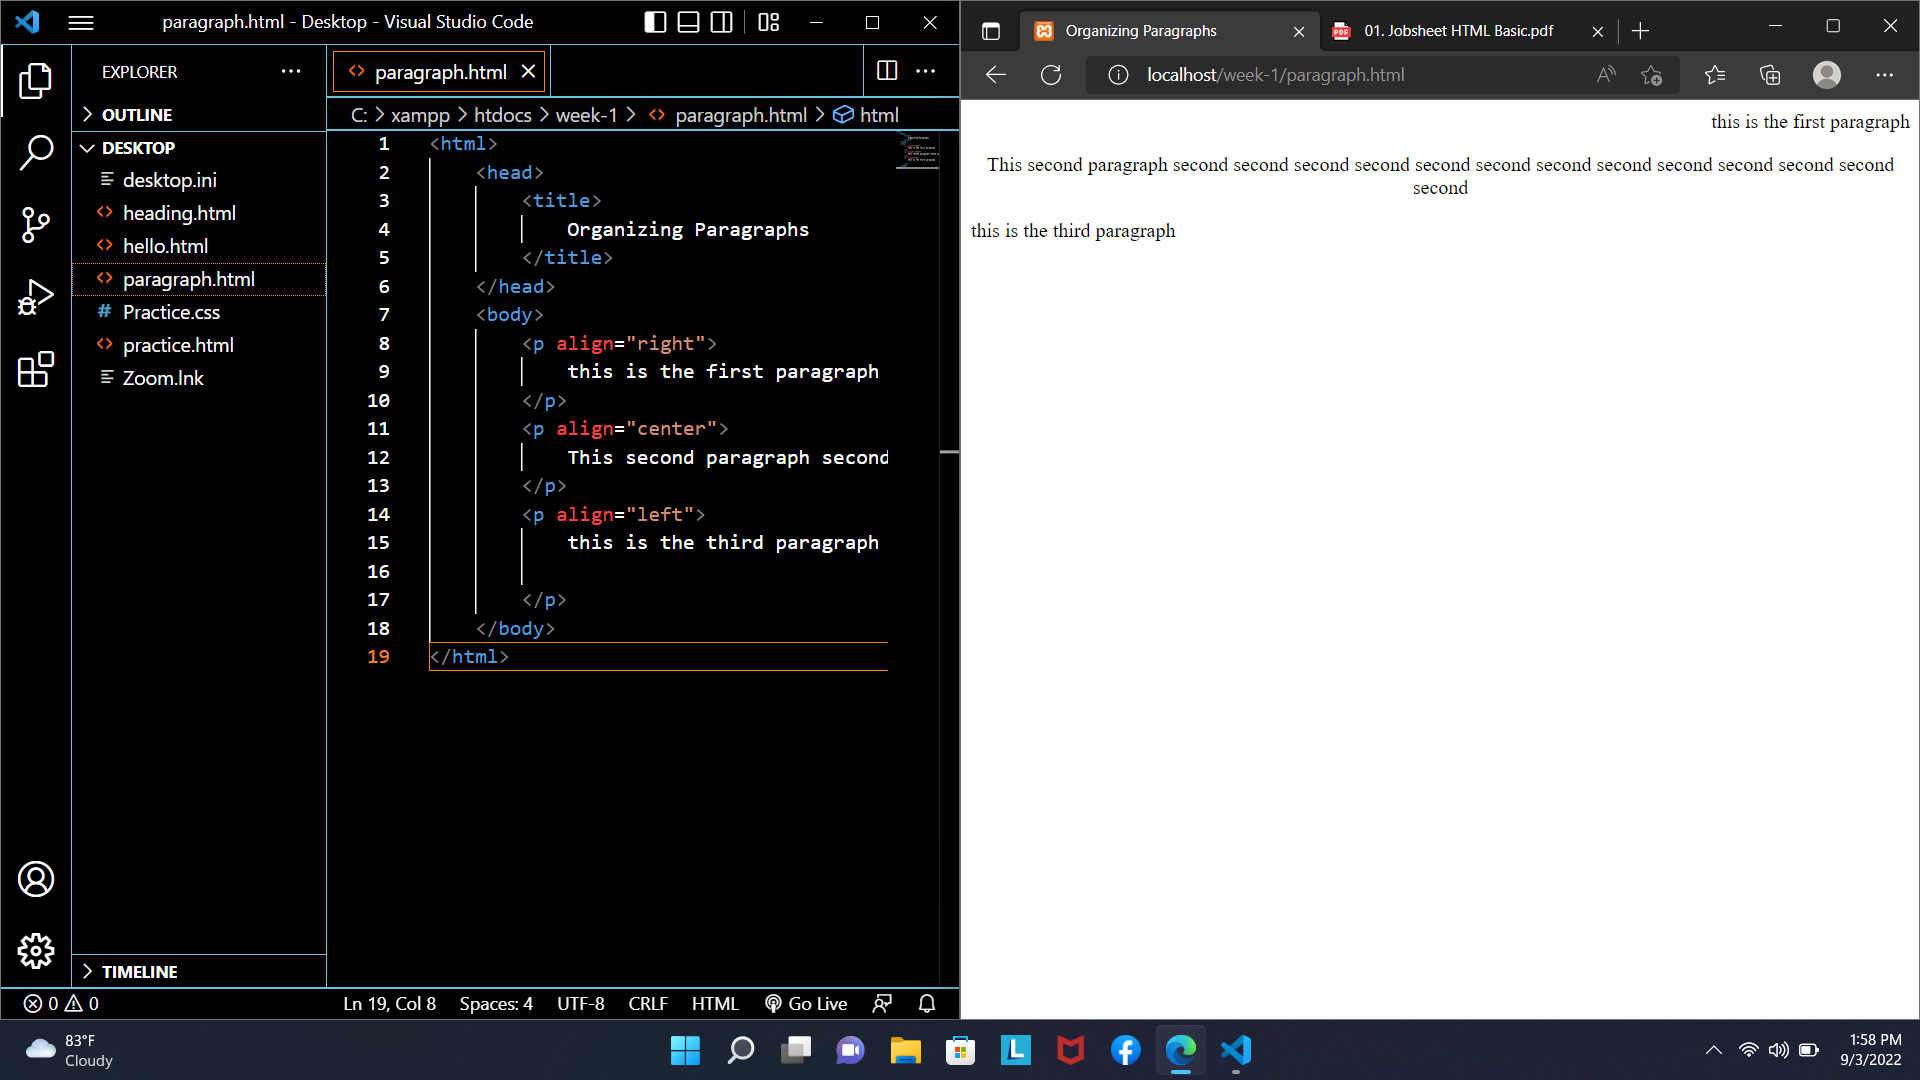 paragraph.html - Desktop - Visual Studio Code
EXPLORER
OUTLINE
DESKTOP
desktop.ini
heading.html
hello.html
paragraph.html
Practice.css
practice.html
Zoom.lnk
TIMELINE
paragraph.html
C: > xampp > htdocs > week-1 > paragraph.html > html
1 <html>
2 <head>
3 <title>
4 Organizing Paragraphs
5 </title>
6 </head>
7 <body>
8 <p align="right">
9 this is the first paragraph
10 </p>
11 <p align="center">
12 This second paragraph second
13 </p>
14 <p align="left">
15 this is the third paragraph
16
17 </p>
18 </body>
19 </html>
0 0
Ln 19, Col 8 Spaces: 4 UTF-8 CRLF HTML Go Live
Organizing Paragraphs
01. Jobsheet HTML Basic.pdf
localhost/week-1/paragraph.html
this is the first paragraph
This second paragraph second second second second second second second second second second second second
second
this is the third paragraph
83°F
Cloudy
1:58 PM
9/3/2022